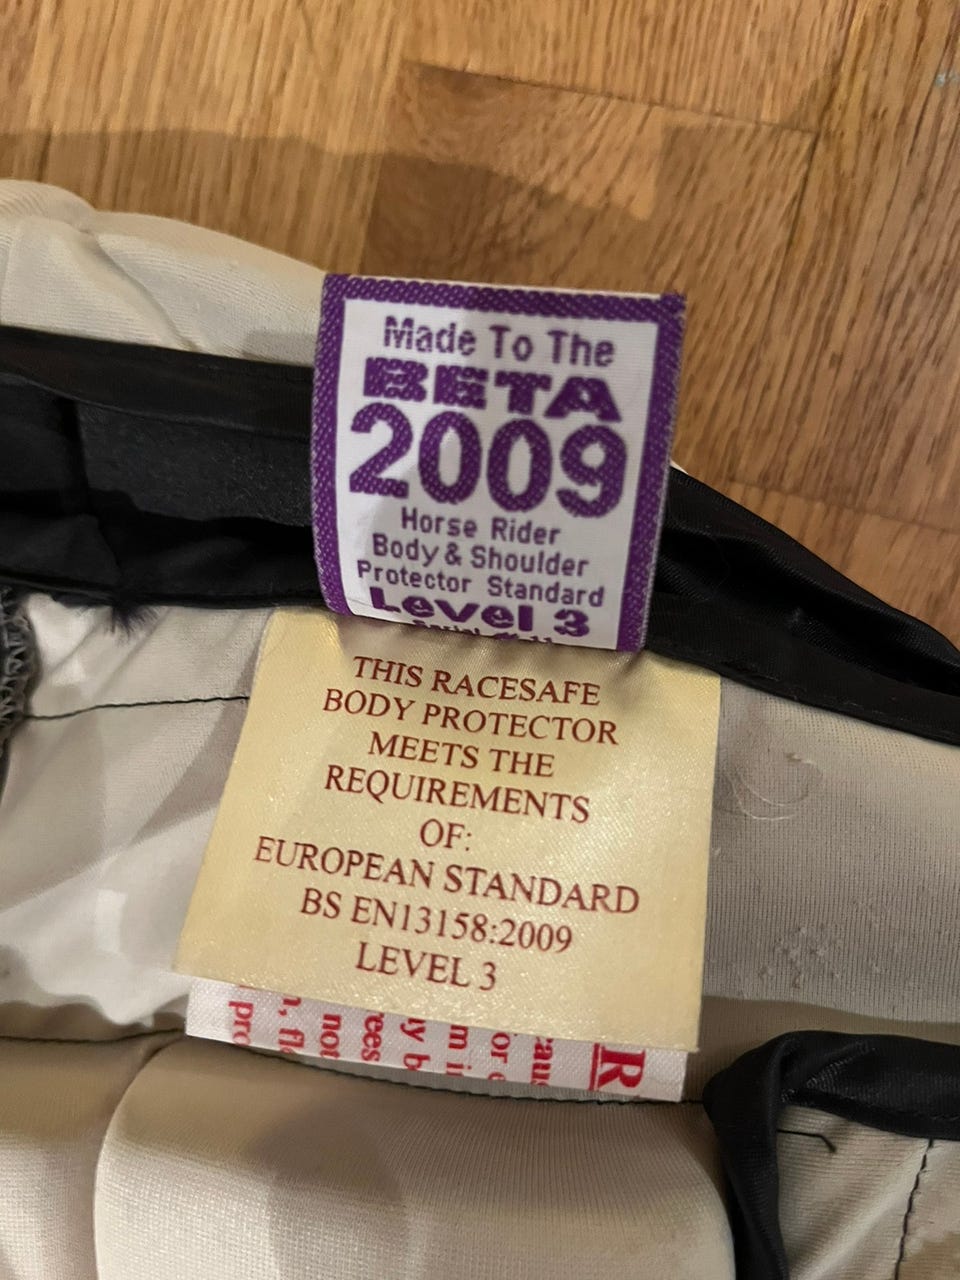 Made To The
BETA
2009
Horse Rider
Body & Shoulder
Protector Standard
Level 3
THIS RACESAFE
BODY PROTECTOR
MEETS THE
REQUIREMENTS
OF:
EUROPEAN STANDARD
BS EN13158:2009
LEVEL 3